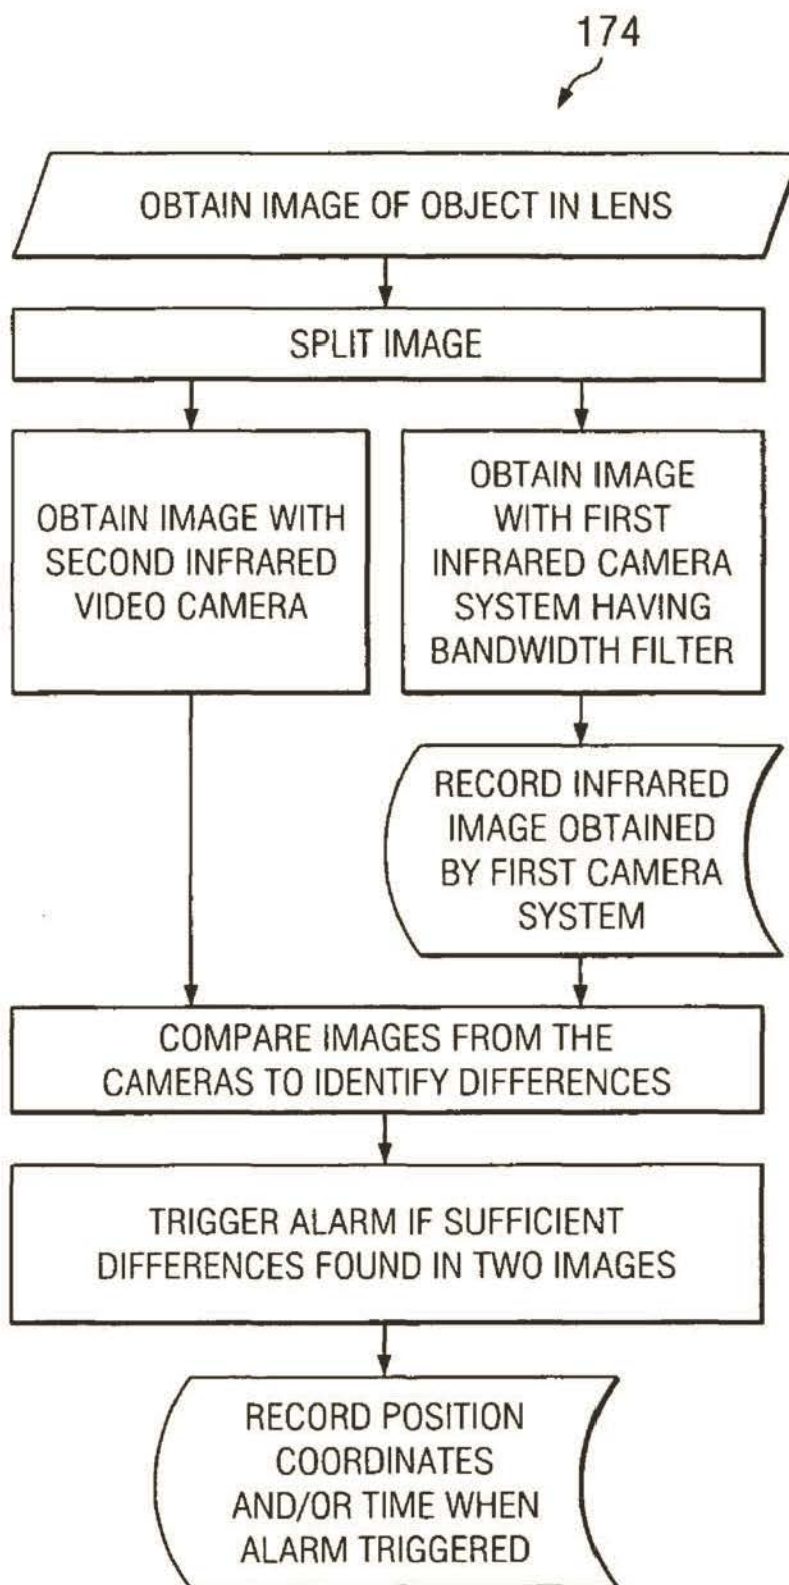 174
OBTAIN IMAGE OF OBJECT IN LENS
SPLIT IMAGE
OBTAIN IMAGE WITH
SECOND INFRARED
VIDEO CAMERA
OBTAIN IMAGE
WITH FIRST
INFRARED CAMERA
SYSTEM HAVING
BANDWIDTH FILTER
RECORD INFRARED
IMAGE OBTAINED
BY FIRST CAMERA
SYSTEM
COMPARE IMAGES FROM THE
CAMERAS TO IDENTIFY DIFFERENCES
TRIGGER ALARM IF SUFFICIENT
DIFFERENCES FOUND IN TWO IMAGES
RECORD POSITION
COORDINATES
AND/OR TIME WHEN
ALARM TRIGGERED